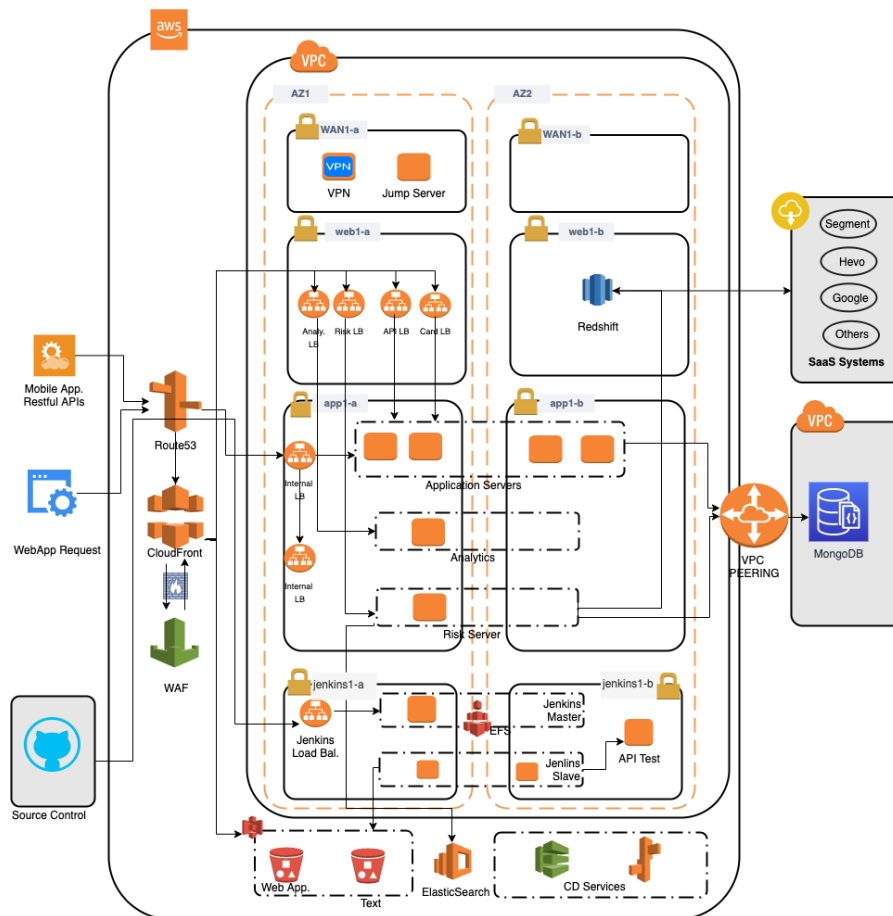 aws
VPC
AZ1
AZ2
WAN1-a
WAN1-b
VPN
VPN
Jump Server
web1-a
web1-b
Segment
Hevo
Google
Others
SaaS Systems
Redshift
Analy.
LB
Risk LB
API LB
Card LB
Mobile App.
Restful APIs
Route53
app1-a
app1-b
VPC
Internal
LB
Application Servers
WebApp Request
CloudFront
Analytics
VPC
PEERING
MongoDB
Internal
LB
Risk Server
WAF
jenkins1-a
jenkins1-b
Jenkins
Master
EFS
Jenkins
Load Bal.
Jenlins
Slave
API Test
Source Control
Web App.
Text
ElasticSearch
CD Services